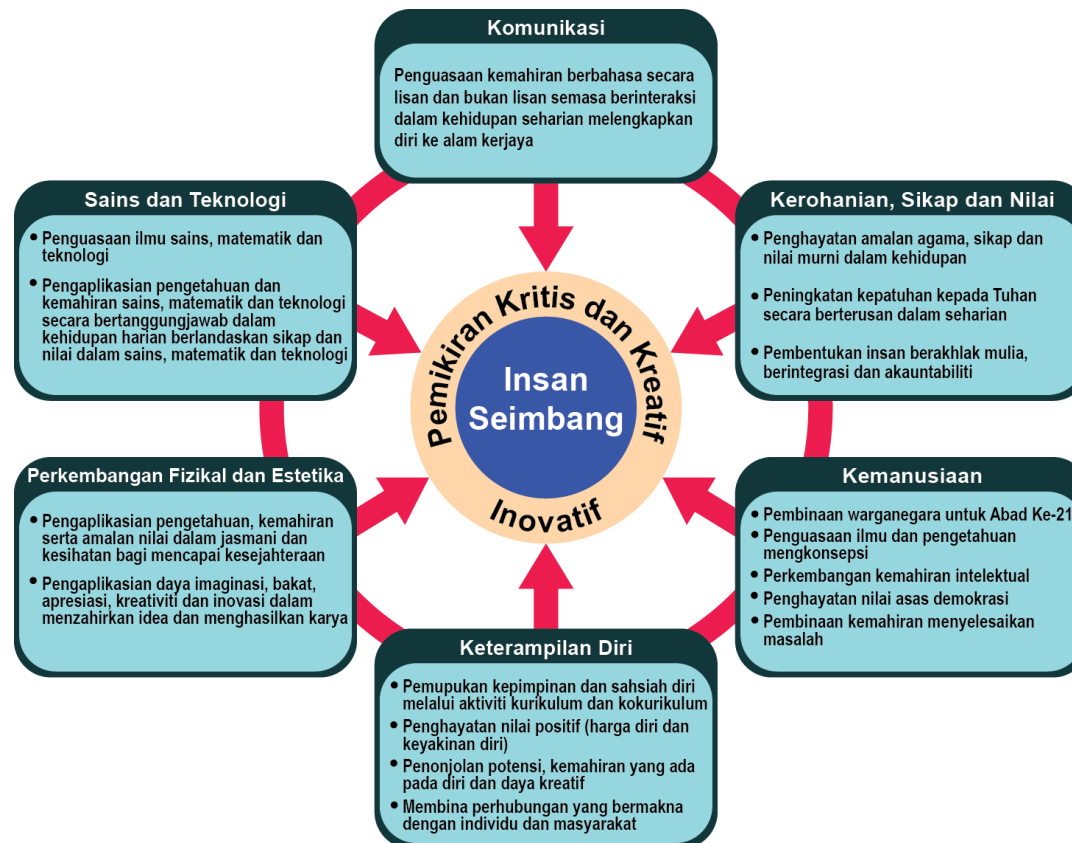 Komunikasi
Penguasaan kemahiran berbahasa secara
lisan dan bukan lisan semasa berinteraksi
dalam kehidupan seharian melengkapkan
diri ke alam kerjaya
Sains dan Teknologi
• Penguasaan ilmu sains, matematik dan
teknologi
• Pengaplikasian pengetahuan dan
kemahiran sains, matematik dan teknologi
secara bertanggungjawab dalam
kehidupan harian berlandaskan sikap dan
nilai dalam sains, matematik dan teknologi
Kerohanian, Sikap dan Nilai
• Penghayatan amalan agama, sikap dan
nilai murni dalam kehidupan
• Peningkatan kepatuhan kepada Tuhan
secara berterusan dalam seharian
• Pembentukan insan berakhlak mulia,
berintegrasi dan akauntabiliti
Pemikiran Kritis dan Kreatif
Insan
Seimbang
Inovatif
Perkembangan Fizikal dan Estetika
• Pengaplikasian pengetahuan, kemahiran
serta amalan nilai dalam jasmani dan
kesihatan bagi mencapai kesejahteraan
• Pengaplikasian daya imaginasi, bakat,
apresiasi, kreativiti dan inovasi dalam
menzahirkan idea dan menghasilkan karya
Kemanusiaan
• Pembinaan warganegara untuk Abad Ke-21
• Penguasaan ilmu dan pengetahuan
mengkonsepsi
• Perkembangan kemahiran intelektual
• Penghayatan nilai asas demokrasi
• Pembinaan kemahiran menyelesaikan
masalah
Keterampilan Diri
• Pemupukan kepimpinan dan sahsiah diri
melalui aktiviti kurikulum dan kokurikulum
• Penghayatan nilai positif (harga diri dan
keyakinan diri)
• Penonjolan potensi, kemahiran yang ada
pada diri dan daya kreatif
• Membina perhubungan yang bermakna
dengan individu dan masyarakat